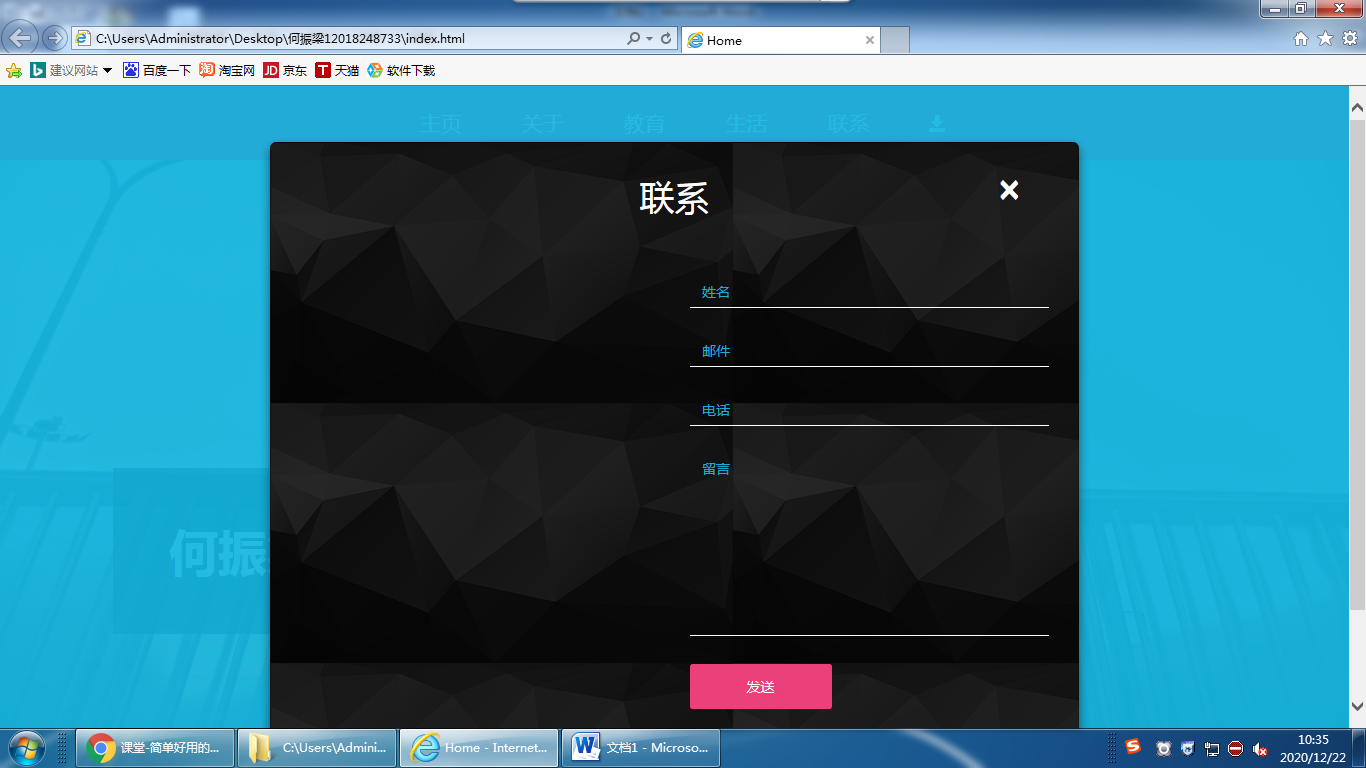 C:\Users\Administrator\Desktop\何振梁12018248733\index.html
Home
建议网站 百度一下 淘宝网 京东 天猫 软件下载
主页 关于 教育 生活 联系
联系
姓名
邮件
电话
留言
何振
发送
课堂-简单好用的...
C:\Users\Admini...
Home - Internet...
文档1 - Microso...
10:35
2020/12/22